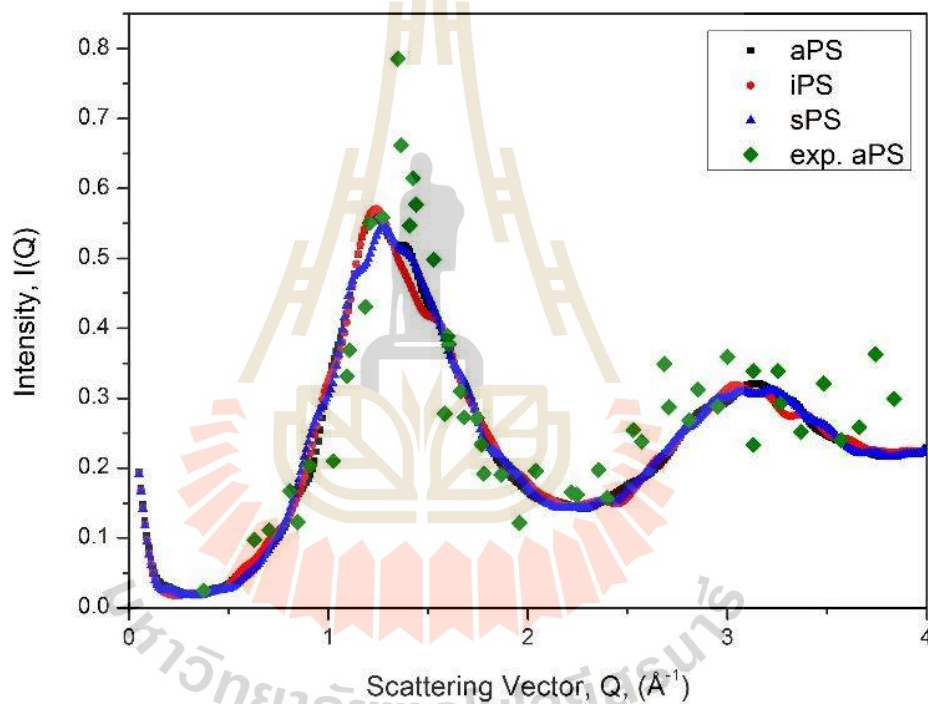 0.8
0.7
0.6
0.5
0.4
0.3
0.2
0.1
0.0
0
1
2
3
4
Intensity, I(Q)
Scattering Vector, Q, (Å⁻¹)
aPS
iPS
sPS
exp. aPS